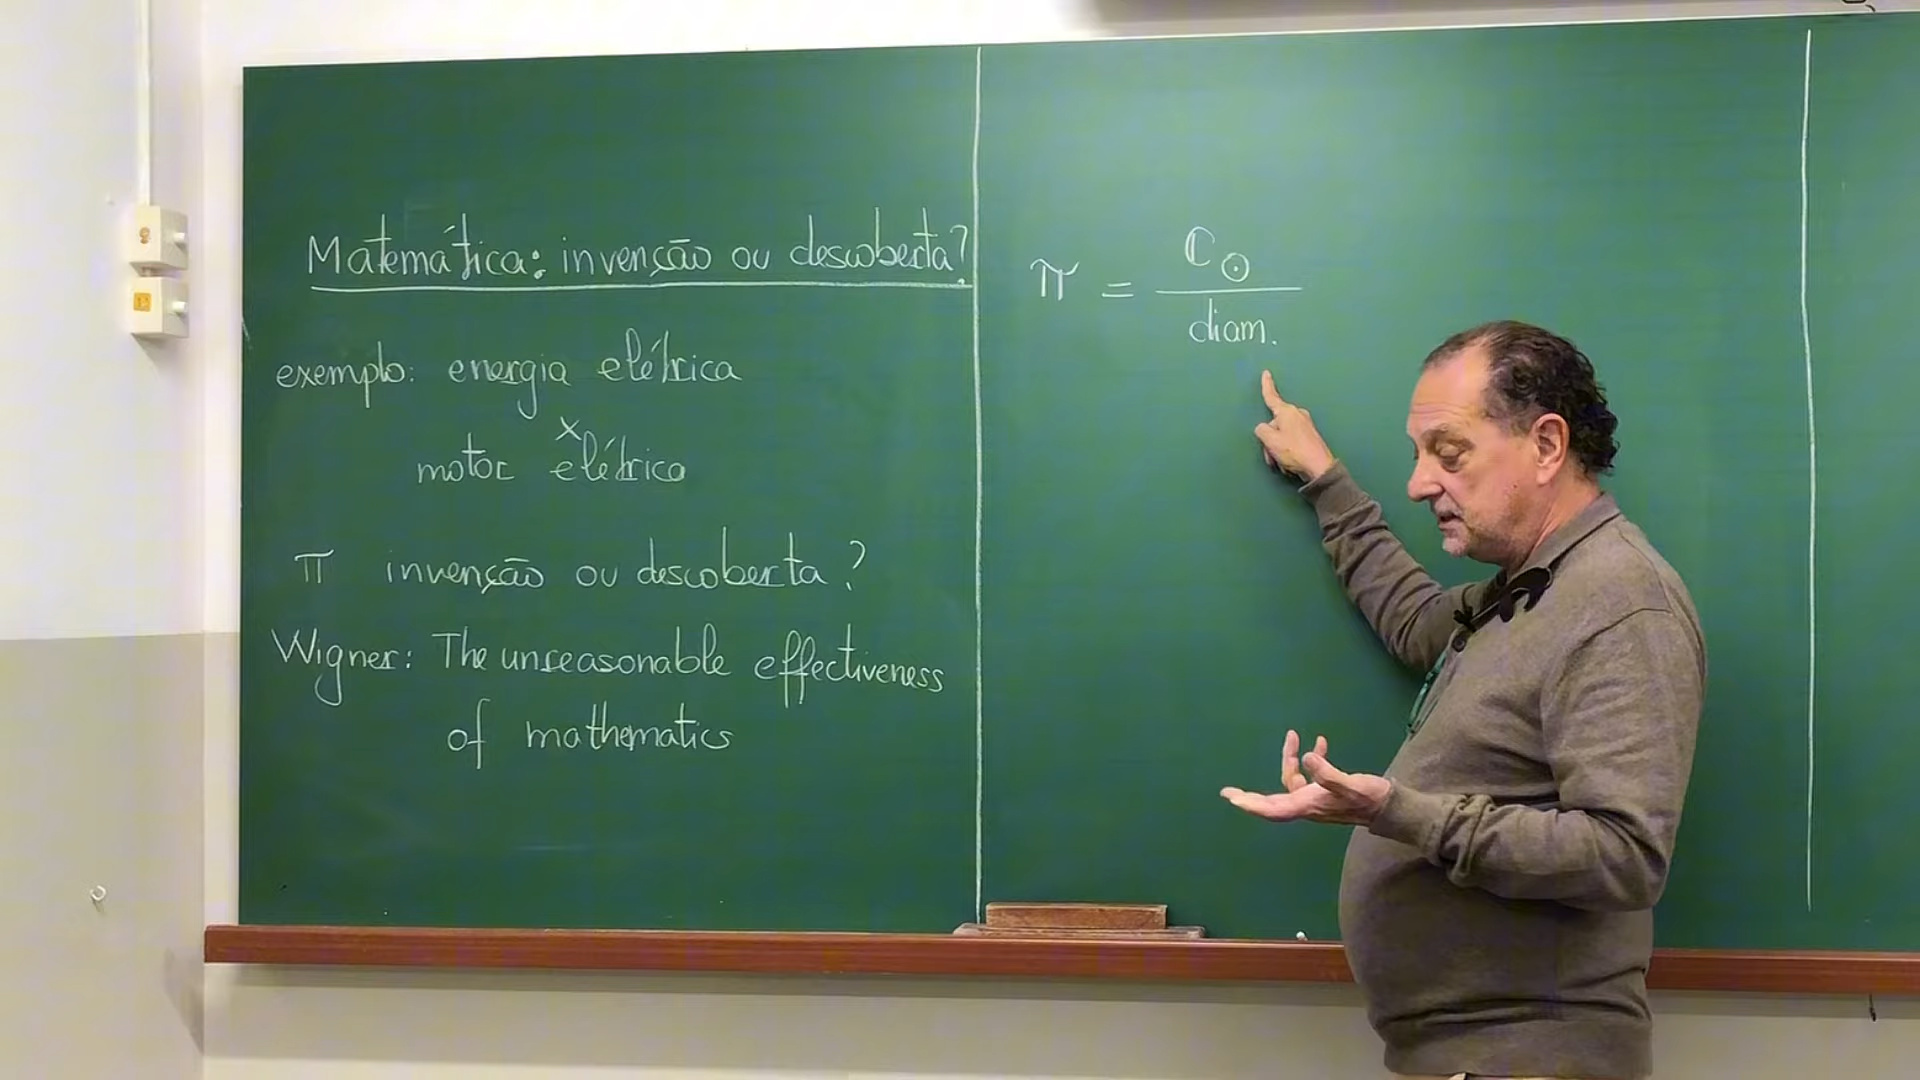 Matemática: invenção ou descoberta?
exemplo: energia elétrica
x
motor elétrico
π invenção ou descoberta?
Wigner: The unreasonable effectiveness
of mathematics
π = C⊙
diam.